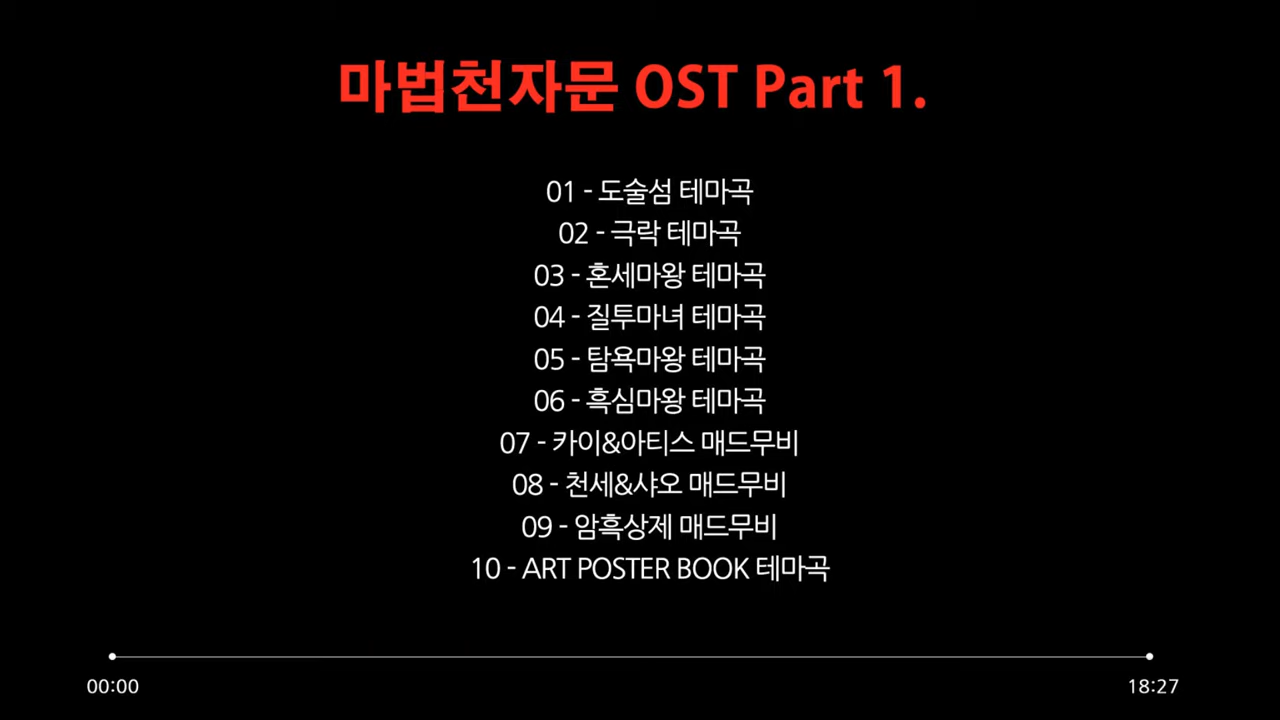 마법천자문 OST Part 1.
01 - 도술섬 테마곡
02 - 극락 테마곡
03 - 혼세마왕 테마곡
04 - 질투마녀 테마곡
05 - 탐욕마왕 테마곡
06 - 흑심마왕 테마곡
07 - 카이&아티스 매드무비
08 - 천세&샤오 매드무비
09 - 암흑상제 매드무비
10 - ART POSTER BOOK 테마곡
00:00 18:27